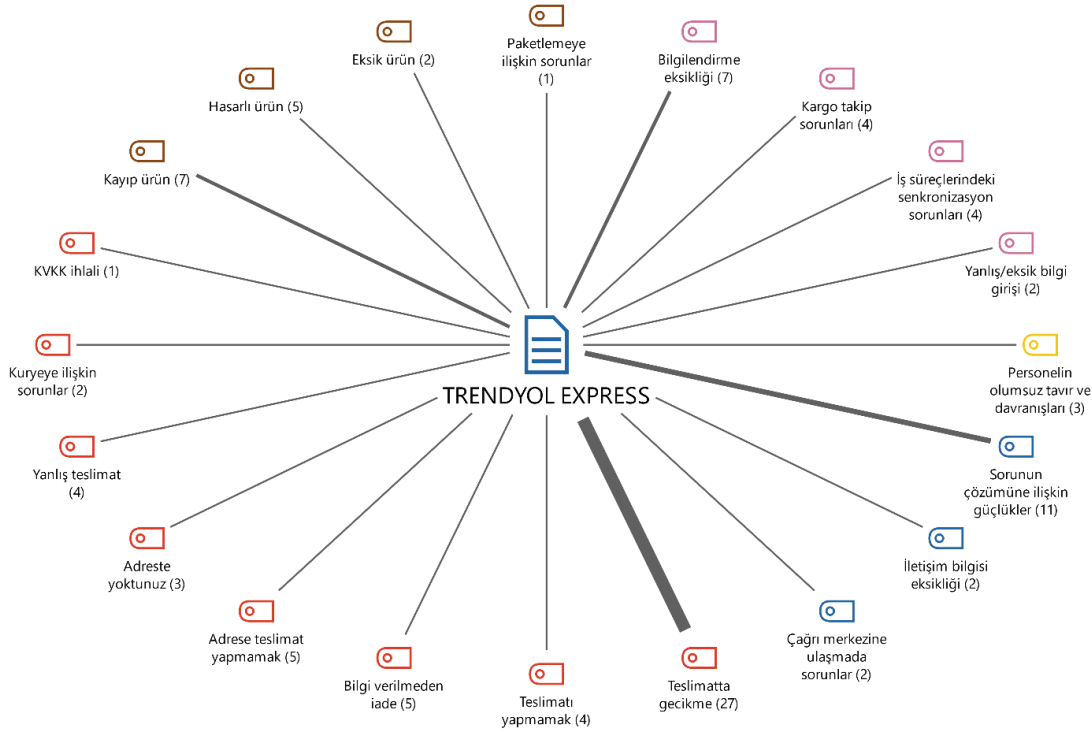 Paketlemeye
ilişkin sorunlar
(1)
Bilgilendirme
eksikliği (7)
Eksik ürün (2)
Hasarlı ürün (5)
Kargo takip
sorunları (4)
Kayıp ürün (7)
İş süreçlerindeki
senkronizasyon
sorunları (4)
KVKK ihlali (1)
Yanlış/eksik bilgi
girişi (2)
Kuryeye ilişkin
sorunlar (2)
TRENDYOL EXPRESS
Personelin
olumsuz tavır ve
davranışları (3)
Yanlış teslimat
(4)
Sorunun
çözümüne ilişkin
güçlükler (11)
Adreste
yoktunuz (3)
İletişim bilgisi
eksikliği (2)
Adrese teslimat
yapmamak (5)
Çağrı merkezine
ulaşmada
sorunlar (2)
Bilgi verilmeden
iade (5)
Teslimatı
yapmamak (4)
Teslimatta
gecikme (27)